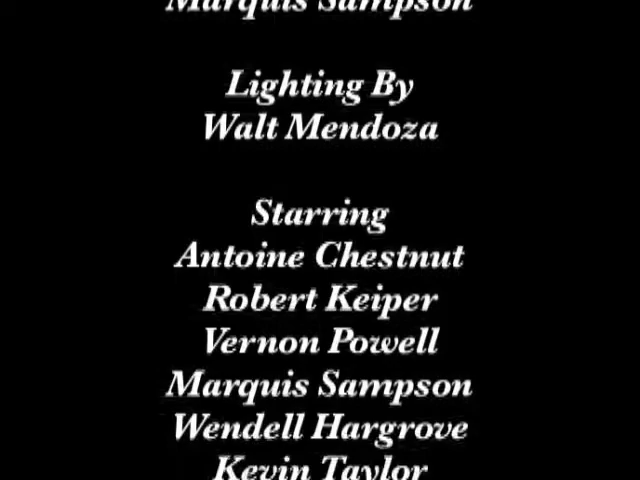 Marquis Sampson
Lighting By
Walt Mendoza
Starring
Antoine Chestnut
Robert Keiper
Vernon Powell
Marquis Sampson
Wendell Hargrove
Kevin Taylor